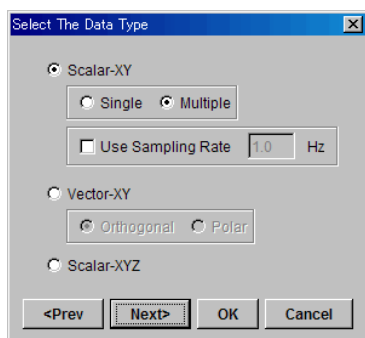 Select The Data Type
Scalar-XY
Single Multiple
Use Sampling Rate 1.0 Hz
Vector-XY
Orthogonal Polar
Scalar-XYZ
<Prev Next> OK Cancel